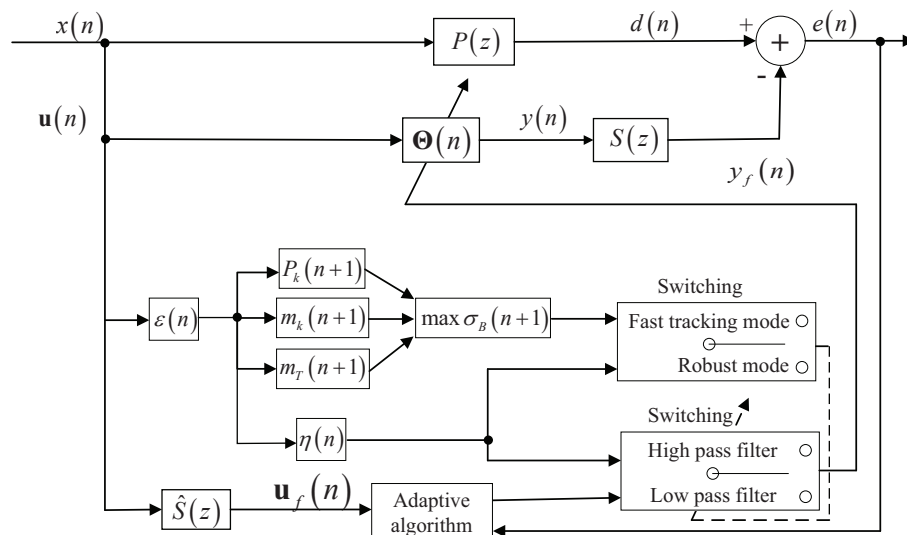 x(n)
P(z)
d(n)
+
+
e(n)
-
u(n)
Θ(n)
y(n)
S(z)
y_f(n)
P_k(n+1)
Switching
ε(n)
m_k(n+1)
max σ_B(n+1)
Fast tracking mode
m_T(n+1)
Robust mode
Switching
η(n)
High pass filter
Low pass filter
Ŝ(z)
u_f(n)
Adaptive
algorithm